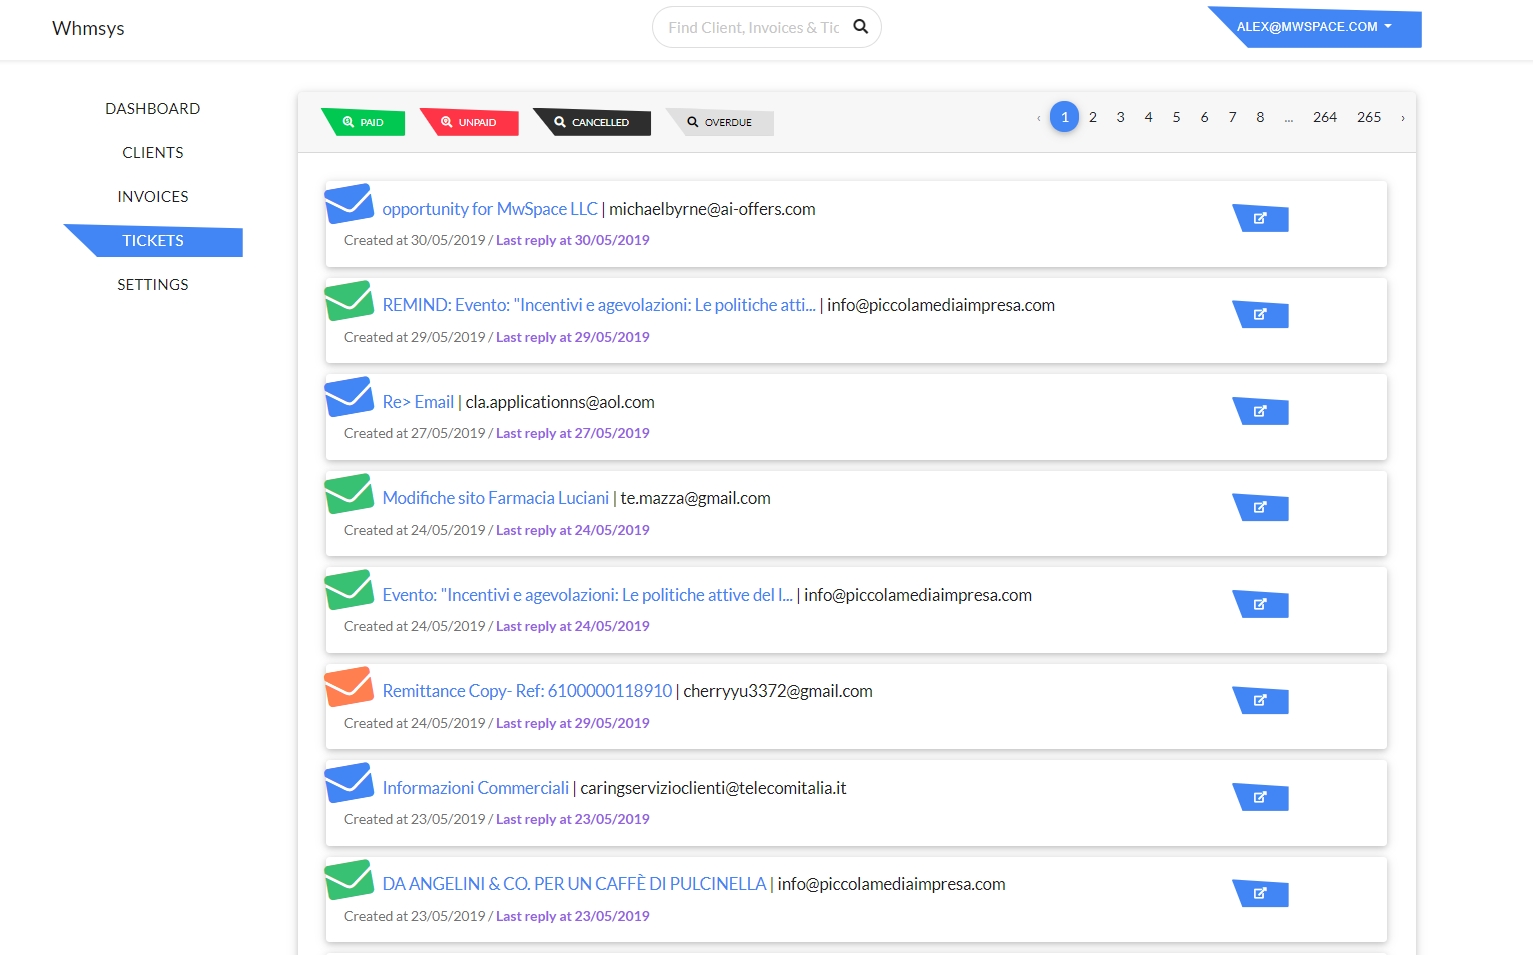 Whmsys
Find Client, Invoices & Tic
ALEX@MWSPACE.COM
DASHBOARD
CLIENTS
INVOICES
TICKETS
SETTINGS
PAID UNPAID CANCELLED OVERDUE
‹ 1 2 3 4 5 6 7 8 ... 264 265 ›
opportunity for MwSpace LLC | michaelbyrne@ai-offers.com
Created at 30/05/2019 / Last reply at 30/05/2019
REMIND: Evento: "Incentivi e agevolazioni: Le politiche atti... | info@piccolamediaimpresa.com
Created at 29/05/2019 / Last reply at 29/05/2019
Re> Email | cla.applicationns@aol.com
Created at 27/05/2019 / Last reply at 27/05/2019
Modifiche sito Farmacia Luciani | te.mazza@gmail.com
Created at 24/05/2019 / Last reply at 24/05/2019
Evento: "Incentivi e agevolazioni: Le politiche attive del l... | info@piccolamediaimpresa.com
Created at 24/05/2019 / Last reply at 24/05/2019
Remittance Copy- Ref: 6100000118910 | cherryyu3372@gmail.com
Created at 24/05/2019 / Last reply at 29/05/2019
Informazioni Commerciali | caringservizioclienti@telecomitalia.it
Created at 23/05/2019 / Last reply at 23/05/2019
DA ANGELINI & CO. PER UN CAFFÈ DI PULCINELLA | info@piccolamediaimpresa.com
Created at 23/05/2019 / Last reply at 23/05/2019